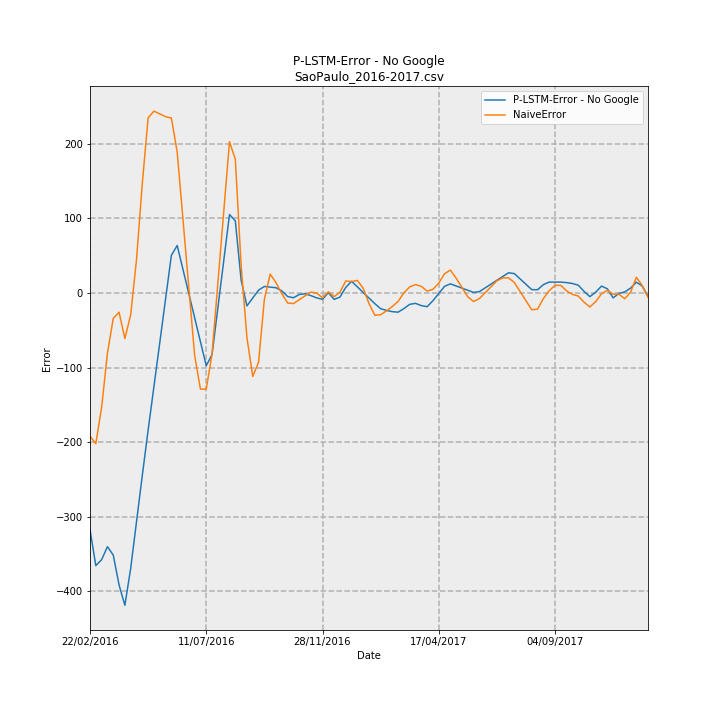 P-LSTM-Error - No Google
SaoPaulo_2016-2017.csv
P-LSTM-Error - No Google
NaiveError
200
100
0
−100
−200
−300
−400
Error
22/02/2016
11/07/2016
28/11/2016
17/04/2017
04/09/2017
Date